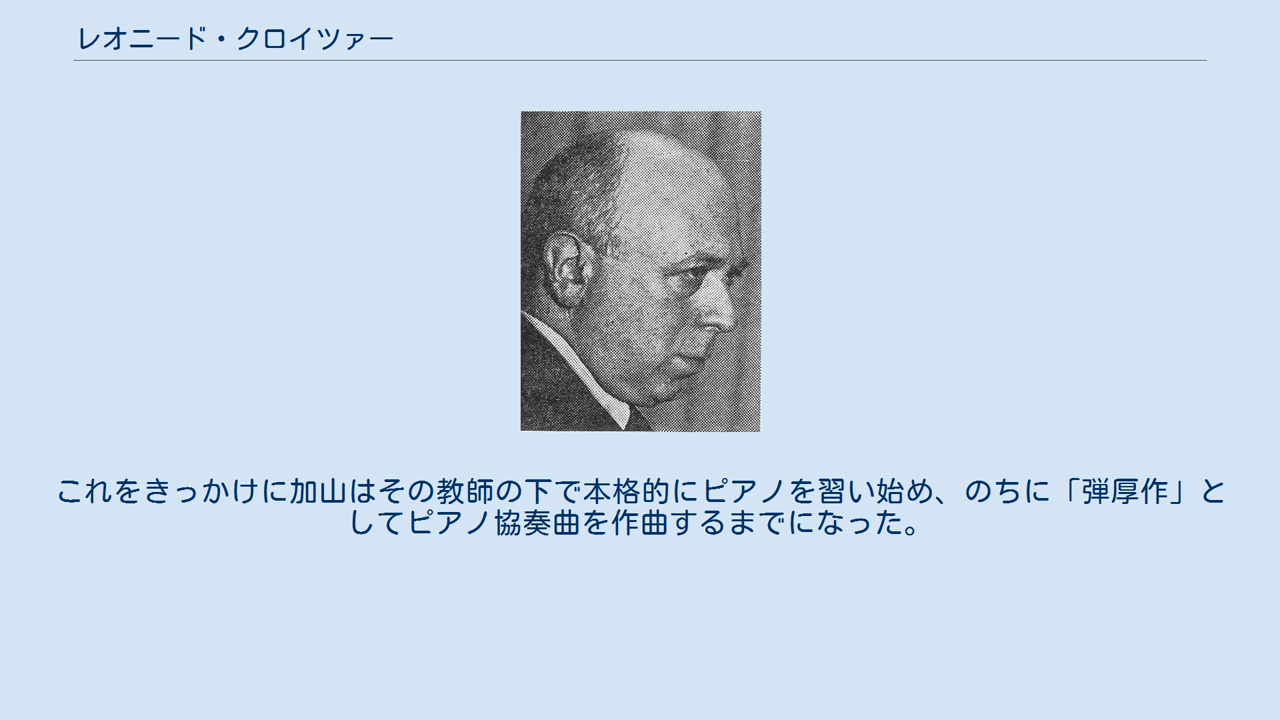 レオニード・クロイツァー
これをきっかけに加山はその教師の下で本格的にピアノを習い始め、のちに「弾厚作」と
してピアノ協奏曲を作曲するまでになった。